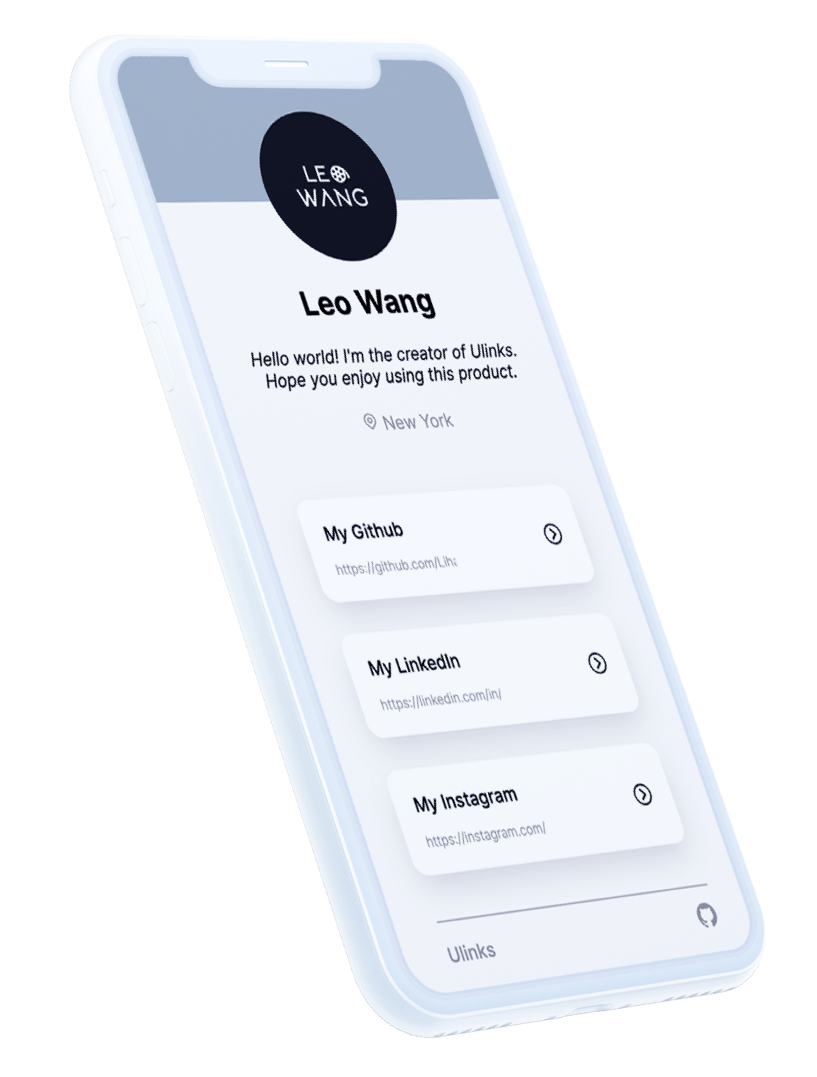 LEO
WANG
Leo Wang
Hello world! I'm the creator of Ulinks.
Hope you enjoy using this product.
New York
My Github
https://github.com/Liha
My LinkedIn
https://linkedin.com/in/
My Instagram
https://instagram.com/
Ulinks